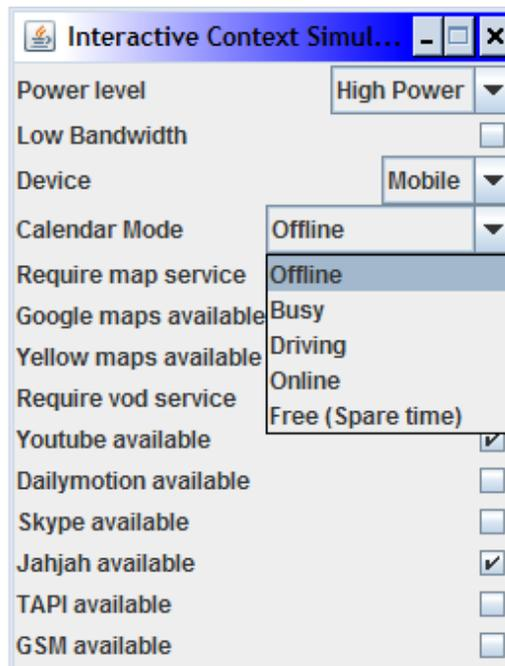 Interactive Context Simul...
Power level High Power
Low Bandwidth
Device Mobile
Calendar Mode Offline
Require map service Offline
Google maps available Busy
Yellow maps available Driving
Require vod service Online
Free (Spare time)
Youtube available
Dailymotion available
Skype available
Jahjah available
TAPI available
GSM available